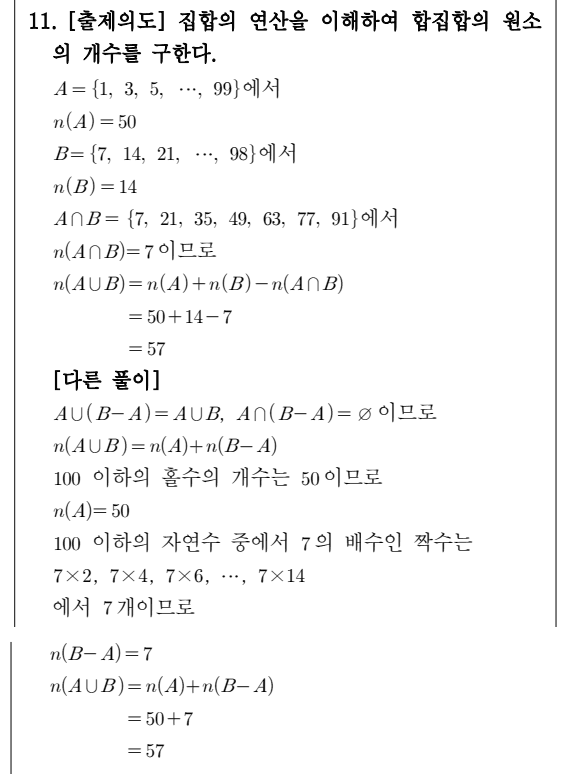 11. [출제의도] 집합의 연산을 이해하여 합집합의 원소
의 개수를 구한다.
A = {1, 3, 5, ⋯, 99}에서
n(A) = 50
B = {7, 14, 21, ⋯, 98}에서
n(B) = 14
A∩B = {7, 21, 35, 49, 63, 77, 91}에서
n(A∩B) = 7이므로
n(A∪B) = n(A) + n(B) − n(A∩B)
= 50 + 14 − 7
= 57
[다른 풀이]
A∪(B−A) = A∪B, A∩(B−A) = ∅이므로
n(A∪B) = n(A) + n(B−A)
100 이하의 홀수의 개수는 50이므로
n(A) = 50
100 이하의 자연수 중에서 7의 배수인 짝수는
7×2, 7×4, 7×6, ⋯, 7×14
에서 7개이므로
n(B−A) = 7
n(A∪B) = n(A) + n(B−A)
= 50 + 7
= 57